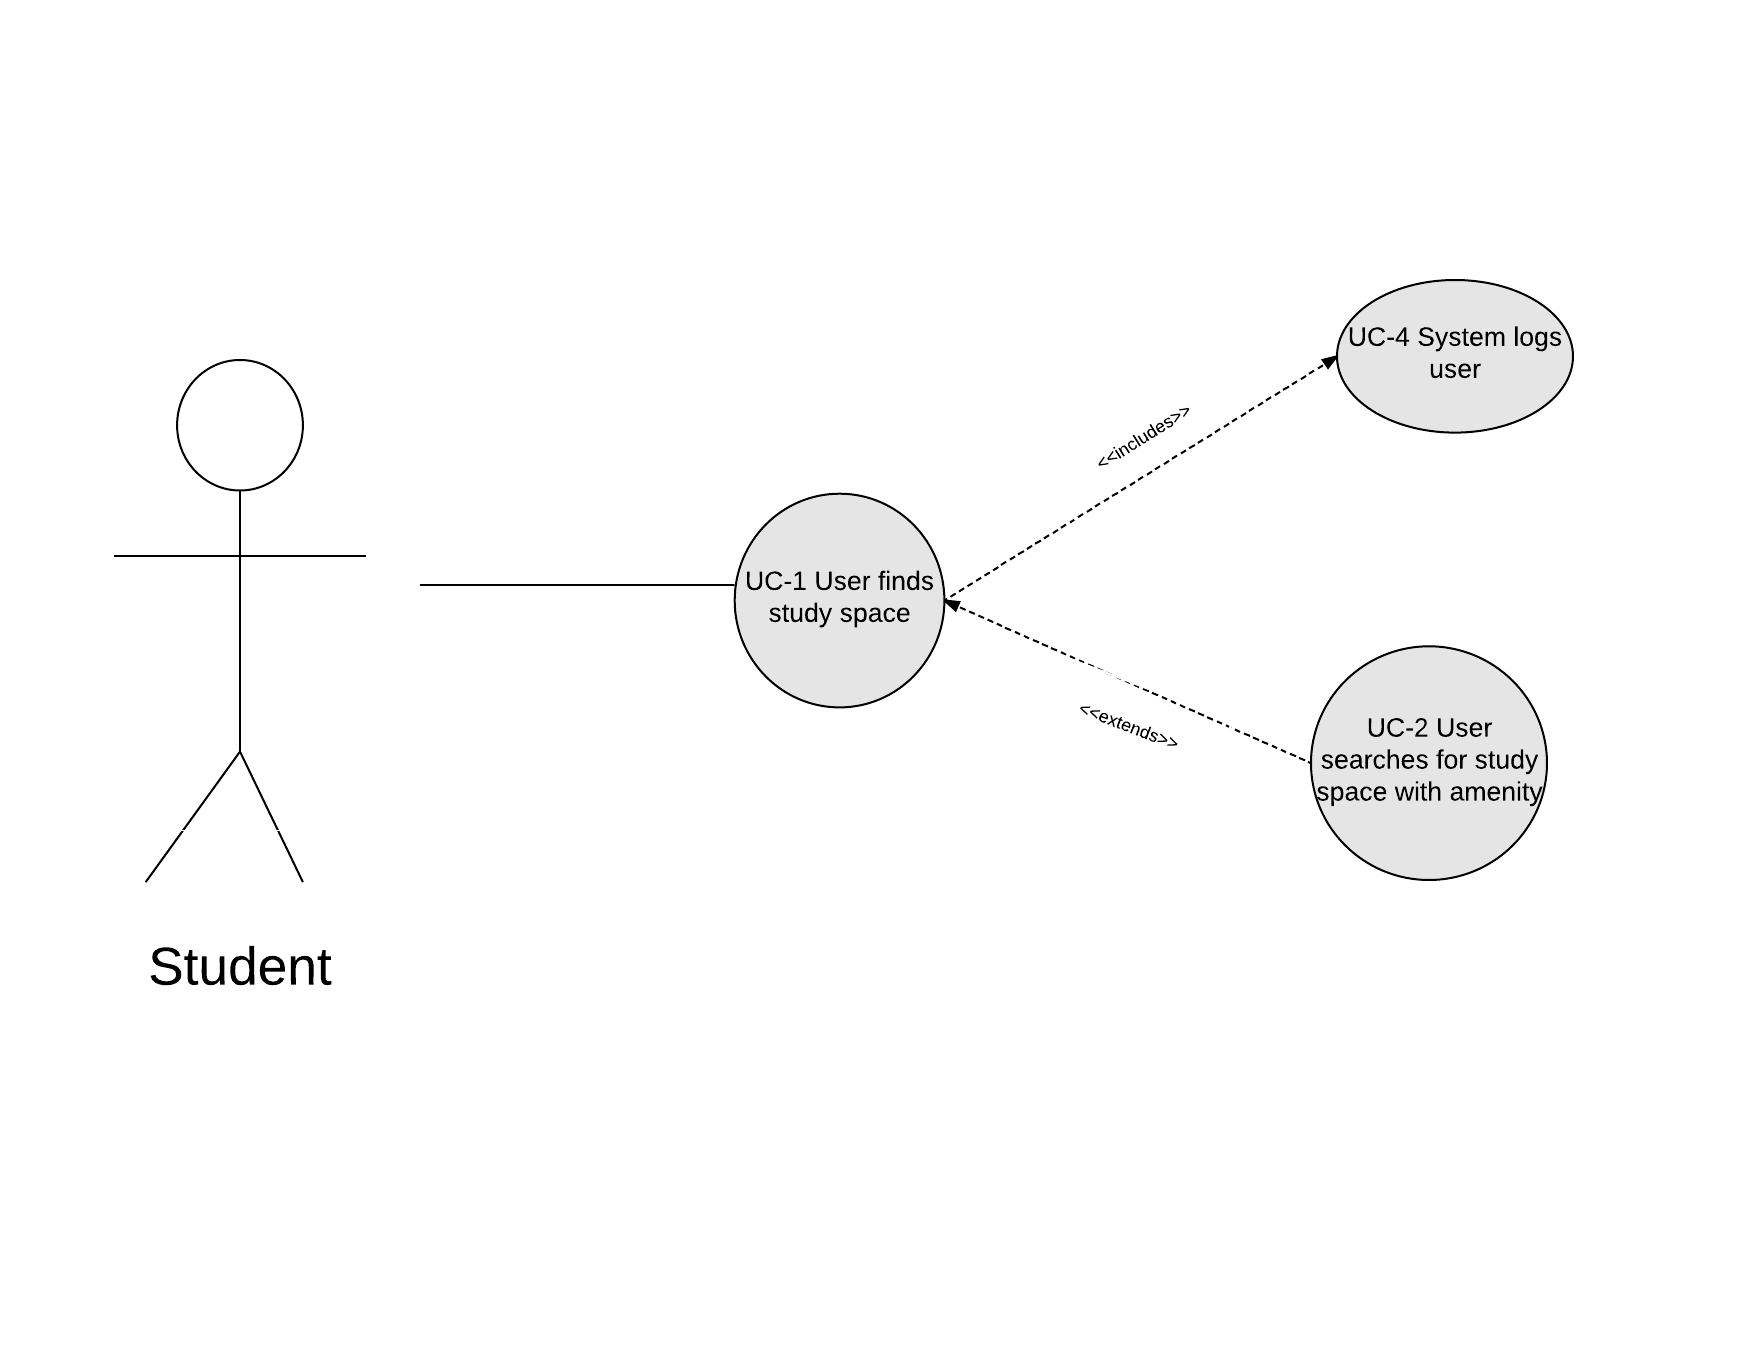 UC-4 System logs
user
<<includes>>
UC-1 User finds
study space
<<extends>>
UC-2 User
searches for study
space with amenity
Student